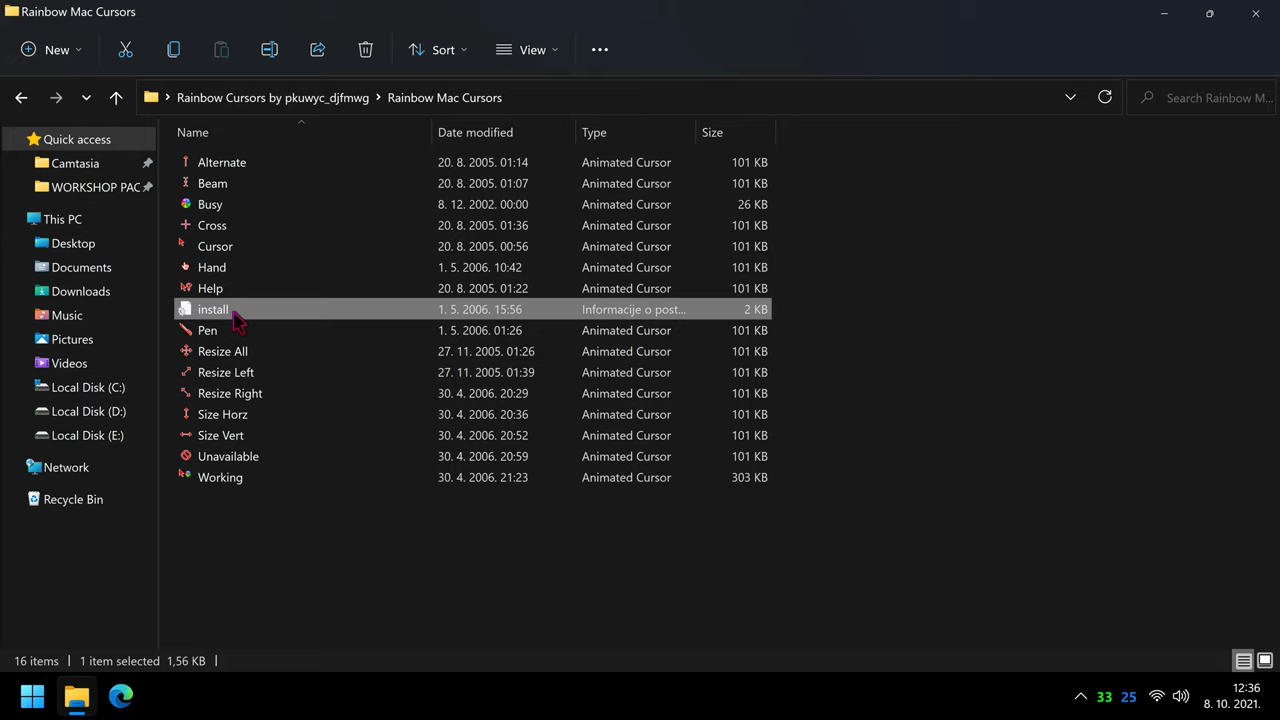 Rainbow Mac Cursors
New Sort View
Rainbow Cursors by pkuwyc_djfmwg Rainbow Mac Cursors Search Rainbow M...
Name Date modified Type Size
Quick access
Camtasia
WORKSHOP PAC
This PC
Desktop
Documents
Downloads
Music
Pictures
Videos
Local Disk (C:)
Local Disk (D:)
Local Disk (E:)
Network
Recycle Bin
Alternate 20. 8. 2005. 01:14 Animated Cursor 101 KB
Beam 20. 8. 2005. 01:07 Animated Cursor 101 KB
Busy 8. 12. 2002. 00:00 Animated Cursor 26 KB
Cross 20. 8. 2005. 01:36 Animated Cursor 101 KB
Cursor 20. 8. 2005. 00:56 Animated Cursor 101 KB
Hand 1. 5. 2006. 10:42 Animated Cursor 101 KB
Help 20. 8. 2005. 01:22 Animated Cursor 101 KB
install 1. 5. 2006. 15:56 Informacije o post... 2 KB
Pen 1. 5. 2006. 01:26 Animated Cursor 101 KB
Resize All 27. 11. 2005. 01:26 Animated Cursor 101 KB
Resize Left 27. 11. 2005. 01:39 Animated Cursor 101 KB
Resize Right 30. 4. 2006. 20:29 Animated Cursor 101 KB
Size Horz 30. 4. 2006. 20:36 Animated Cursor 101 KB
Size Vert 30. 4. 2006. 20:52 Animated Cursor 101 KB
Unavailable 30. 4. 2006. 20:59 Animated Cursor 101 KB
Working 30. 4. 2006. 21:23 Animated Cursor 303 KB
16 items 1 item selected 1,56 KB
33 25 12:36
8. 10. 2021.